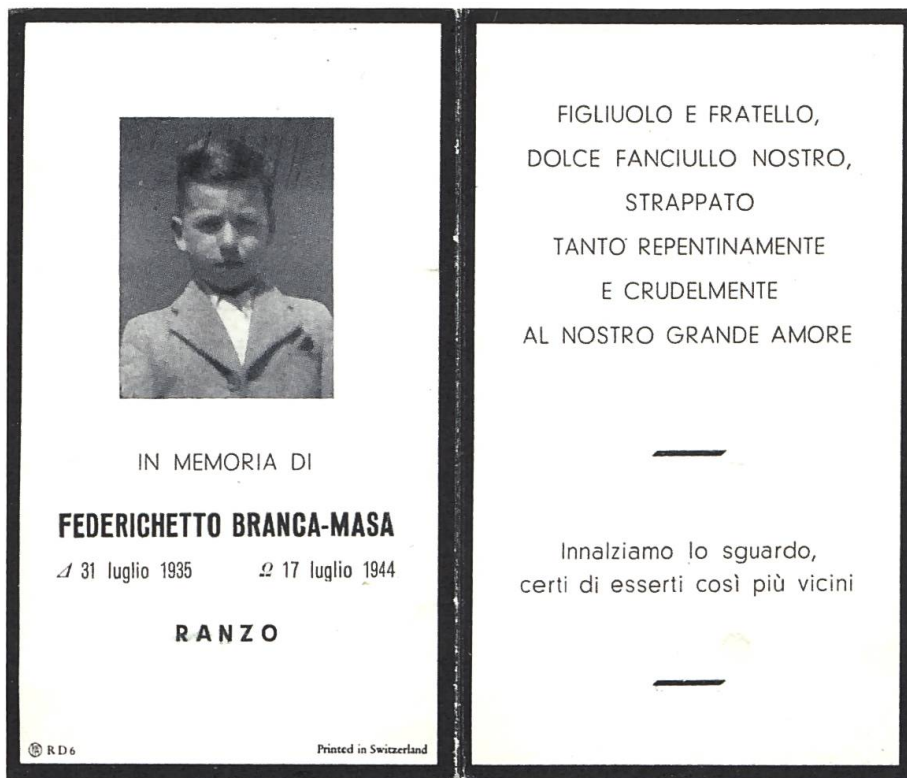 IN MEMORIA DI
FEDERICHETTO BRANCA-MASA
Δ 31 luglio 1935 Ω 17 luglio 1944
RANZO
RD6 Printed in Switzerland
FIGLIUOLO E FRATELLO,
DOLCE FANCIULLO NOSTRO,
STRAPPATO
TANTO REPENTINAMENTE
E CRUDELMENTE
AL NOSTRO GRANDE AMORE
Innalziamo lo sguardo,
certi di esserti così più vicini